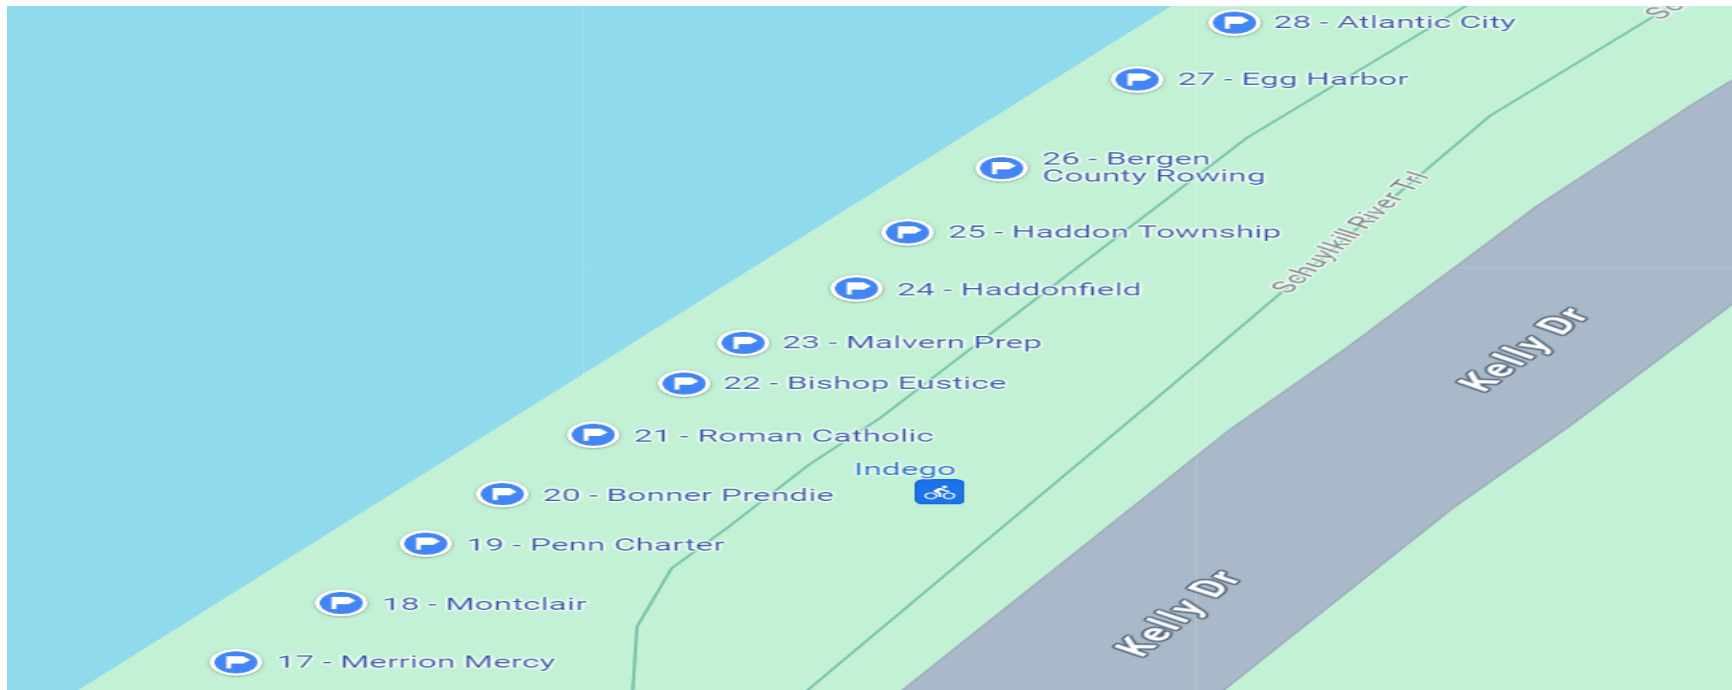 28 - Atlantic City
27 - Egg Harbor
26 - Bergen
County Rowing
25 - Haddon Township
Schuylkill River Trl
24 - Haddonfield
Kelly Dr
23 - Malvern Prep
22 - Bishop Eustice
21 - Roman Catholic
Indego
20 - Bonner Prendie
19 - Penn Charter
Kelly Dr
18 - Montclair
17 - Merrion Mercy